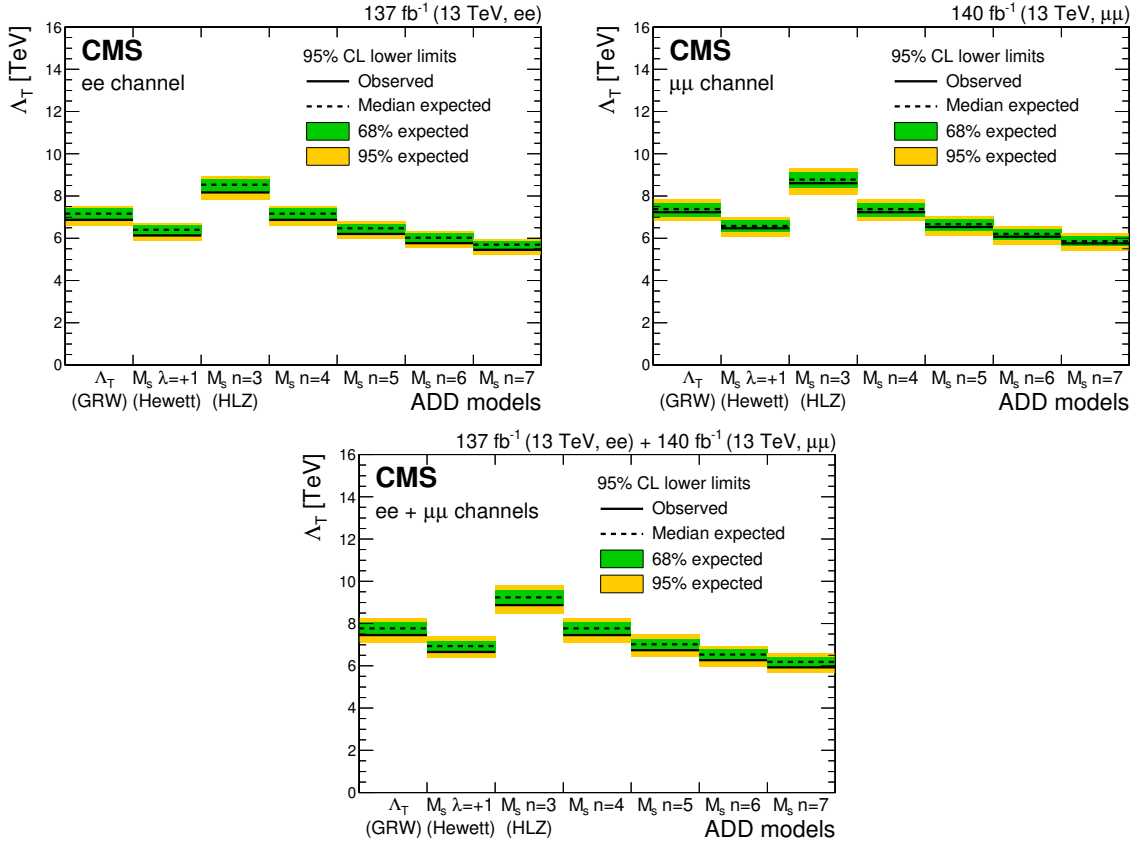 137 fb⁻¹ (13 TeV, ee)
Λ_T [TeV]
16
14
12
10
8
6
4
2
0
CMS
ee channel
95% CL lower limits
Observed
Median expected
68% expected
95% expected
Λ_T M_s λ=+1 M_s n=3 M_s n=4 M_s n=5 M_s n=6 M_s n=7
(GRW) (Hewett) (HLZ)
ADD models
140 fb⁻¹ (13 TeV, μμ)
Λ_T [TeV]
16
14
12
10
8
6
4
2
0
CMS
μμ channel
95% CL lower limits
Observed
Median expected
68% expected
95% expected
Λ_T M_s λ=+1 M_s n=3 M_s n=4 M_s n=5 M_s n=6 M_s n=7
(GRW) (Hewett) (HLZ)
ADD models
137 fb⁻¹ (13 TeV, ee) + 140 fb⁻¹ (13 TeV, μμ)
Λ_T [TeV]
16
14
12
10
8
6
4
2
0
CMS
ee + μμ channels
95% CL lower limits
Observed
Median expected
68% expected
95% expected
Λ_T M_s λ=+1 M_s n=3 M_s n=4 M_s n=5 M_s n=6 M_s n=7
(GRW) (Hewett) (HLZ)
ADD models